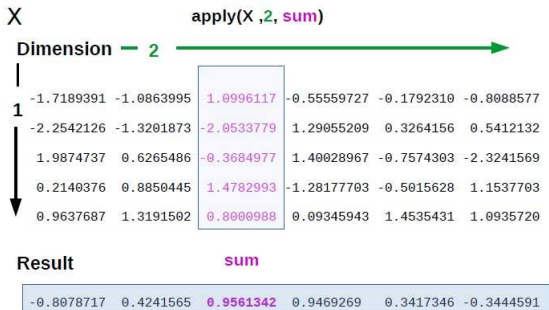 X
apply(X ,2, sum)
Dimension 2
1
-1.7189391 -1.0863995 1.0996117 -0.55559727 -0.1792310 -0.8088577
-2.2542126 -1.3201873 -2.0533779 1.29055209 0.3264156 0.5412132
1.9874737 0.6265486 -0.3684977 1.40028967 -0.7574303 -2.3241569
0.2140376 0.8850445 1.4782993 -1.28177703 -0.5015628 1.1537703
0.9637687 1.3191502 0.8000988 0.09345943 1.4535431 1.0935720
Result sum
-0.8078717 0.4241565 0.9561342 0.9469269 0.3417346 -0.3444591